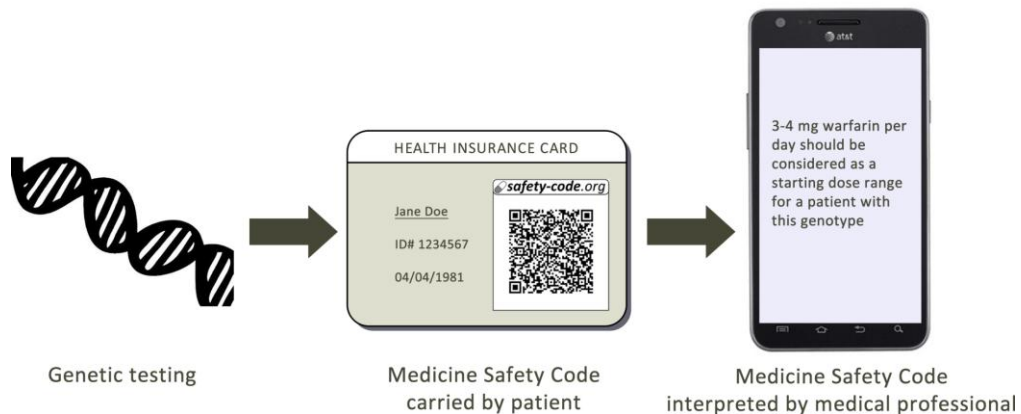 Genetic testing
HEALTH INSURANCE CARD
safety-code.org
Jane Doe
ID# 1234567
04/04/1981
Medicine Safety Code
carried by patient
at&t
3-4 mg warfarin per
day should be
considered as a
starting dose range
for a patient with
this genotype
Medicine Safety Code
interpreted by medical professional